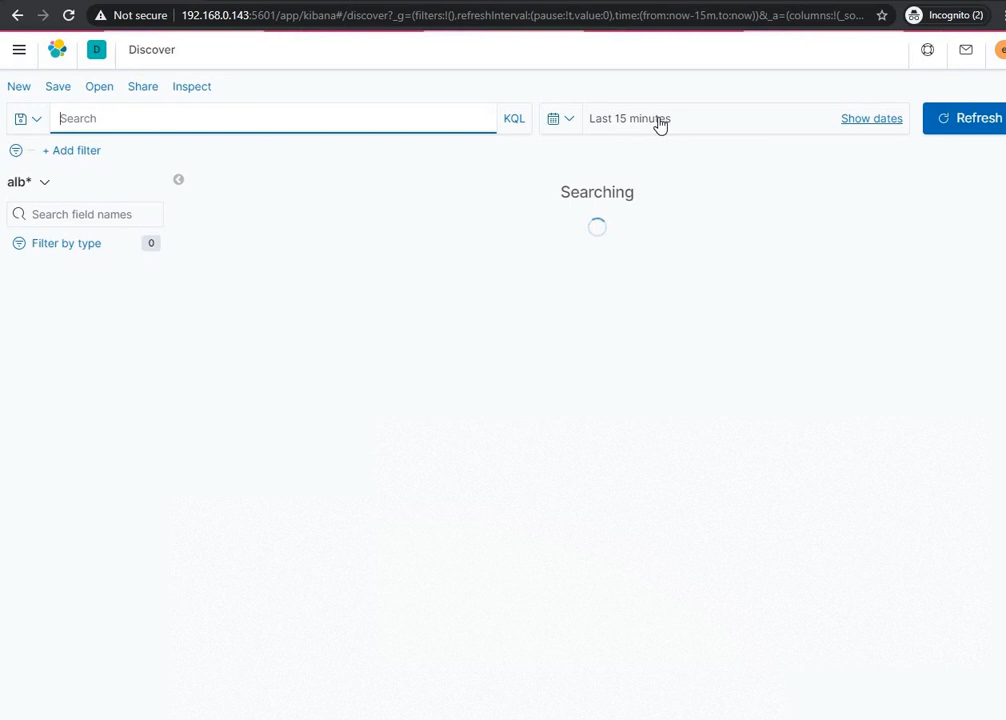 Not secure 192.168.0.143:5601/app/kibana#/discover?_g=(filters:!(),refreshInterval:(pause:!t,value:0),time:(from:now-15m,to:now))&_a=(columns:!(_so... Incognito (2)
D Discover e
New Save Open Share Inspect
Search KQL Last 15 minutes Show dates Refresh
+ Add filter
alb*
Searching
Search field names
Filter by type 0